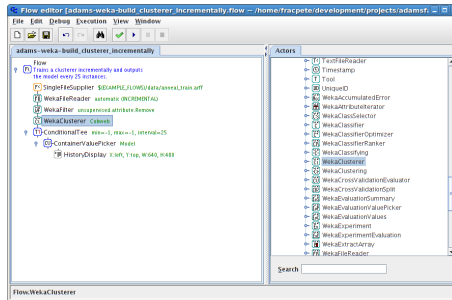 Flow editor [adams-weka-build_clusterer_incrementally.flow — /home/fracpete/development/projects/adamsf
File Edit Debug Execution View Window
adams-weka-build_clusterer_incrementally
Flow
Trains a clusterer incrementally and outputs
the model every 25 instances.
SingleFileSupplier ${EXAMPLE_FLOWS}/data/anneal_train.arff
WekaFileReader automatic (INCREMENTAL)
WekaFilter unsupervised.attribute.Remove
WekaClusterer Cobweb
ConditionalTee min=-1, max=-1, interval=25
ContainerValuePicker Model
HistoryDisplay X:left, Y:top, W:640, H:480
Actors
TextFileReader
Timestamp
Tool
UniqueID
WekaAccumulatedError
WekaAttributeIterator
WekaClassSelector
WekaClassifier
WekaClassifierOptimizer
WekaClassifierRanker
WekaClassifying
WekaClusterer
WekaClustering
WekaCrossValidationEvaluator
WekaCrossValidationSplit
WekaEvaluationSummary
WekaEvaluationValuePicker
WekaEvaluationValues
WekaExperiment
WekaExperimentEvaluation
WekaExtractArray
WekaFileReader
Search
Flow.WekaClusterer